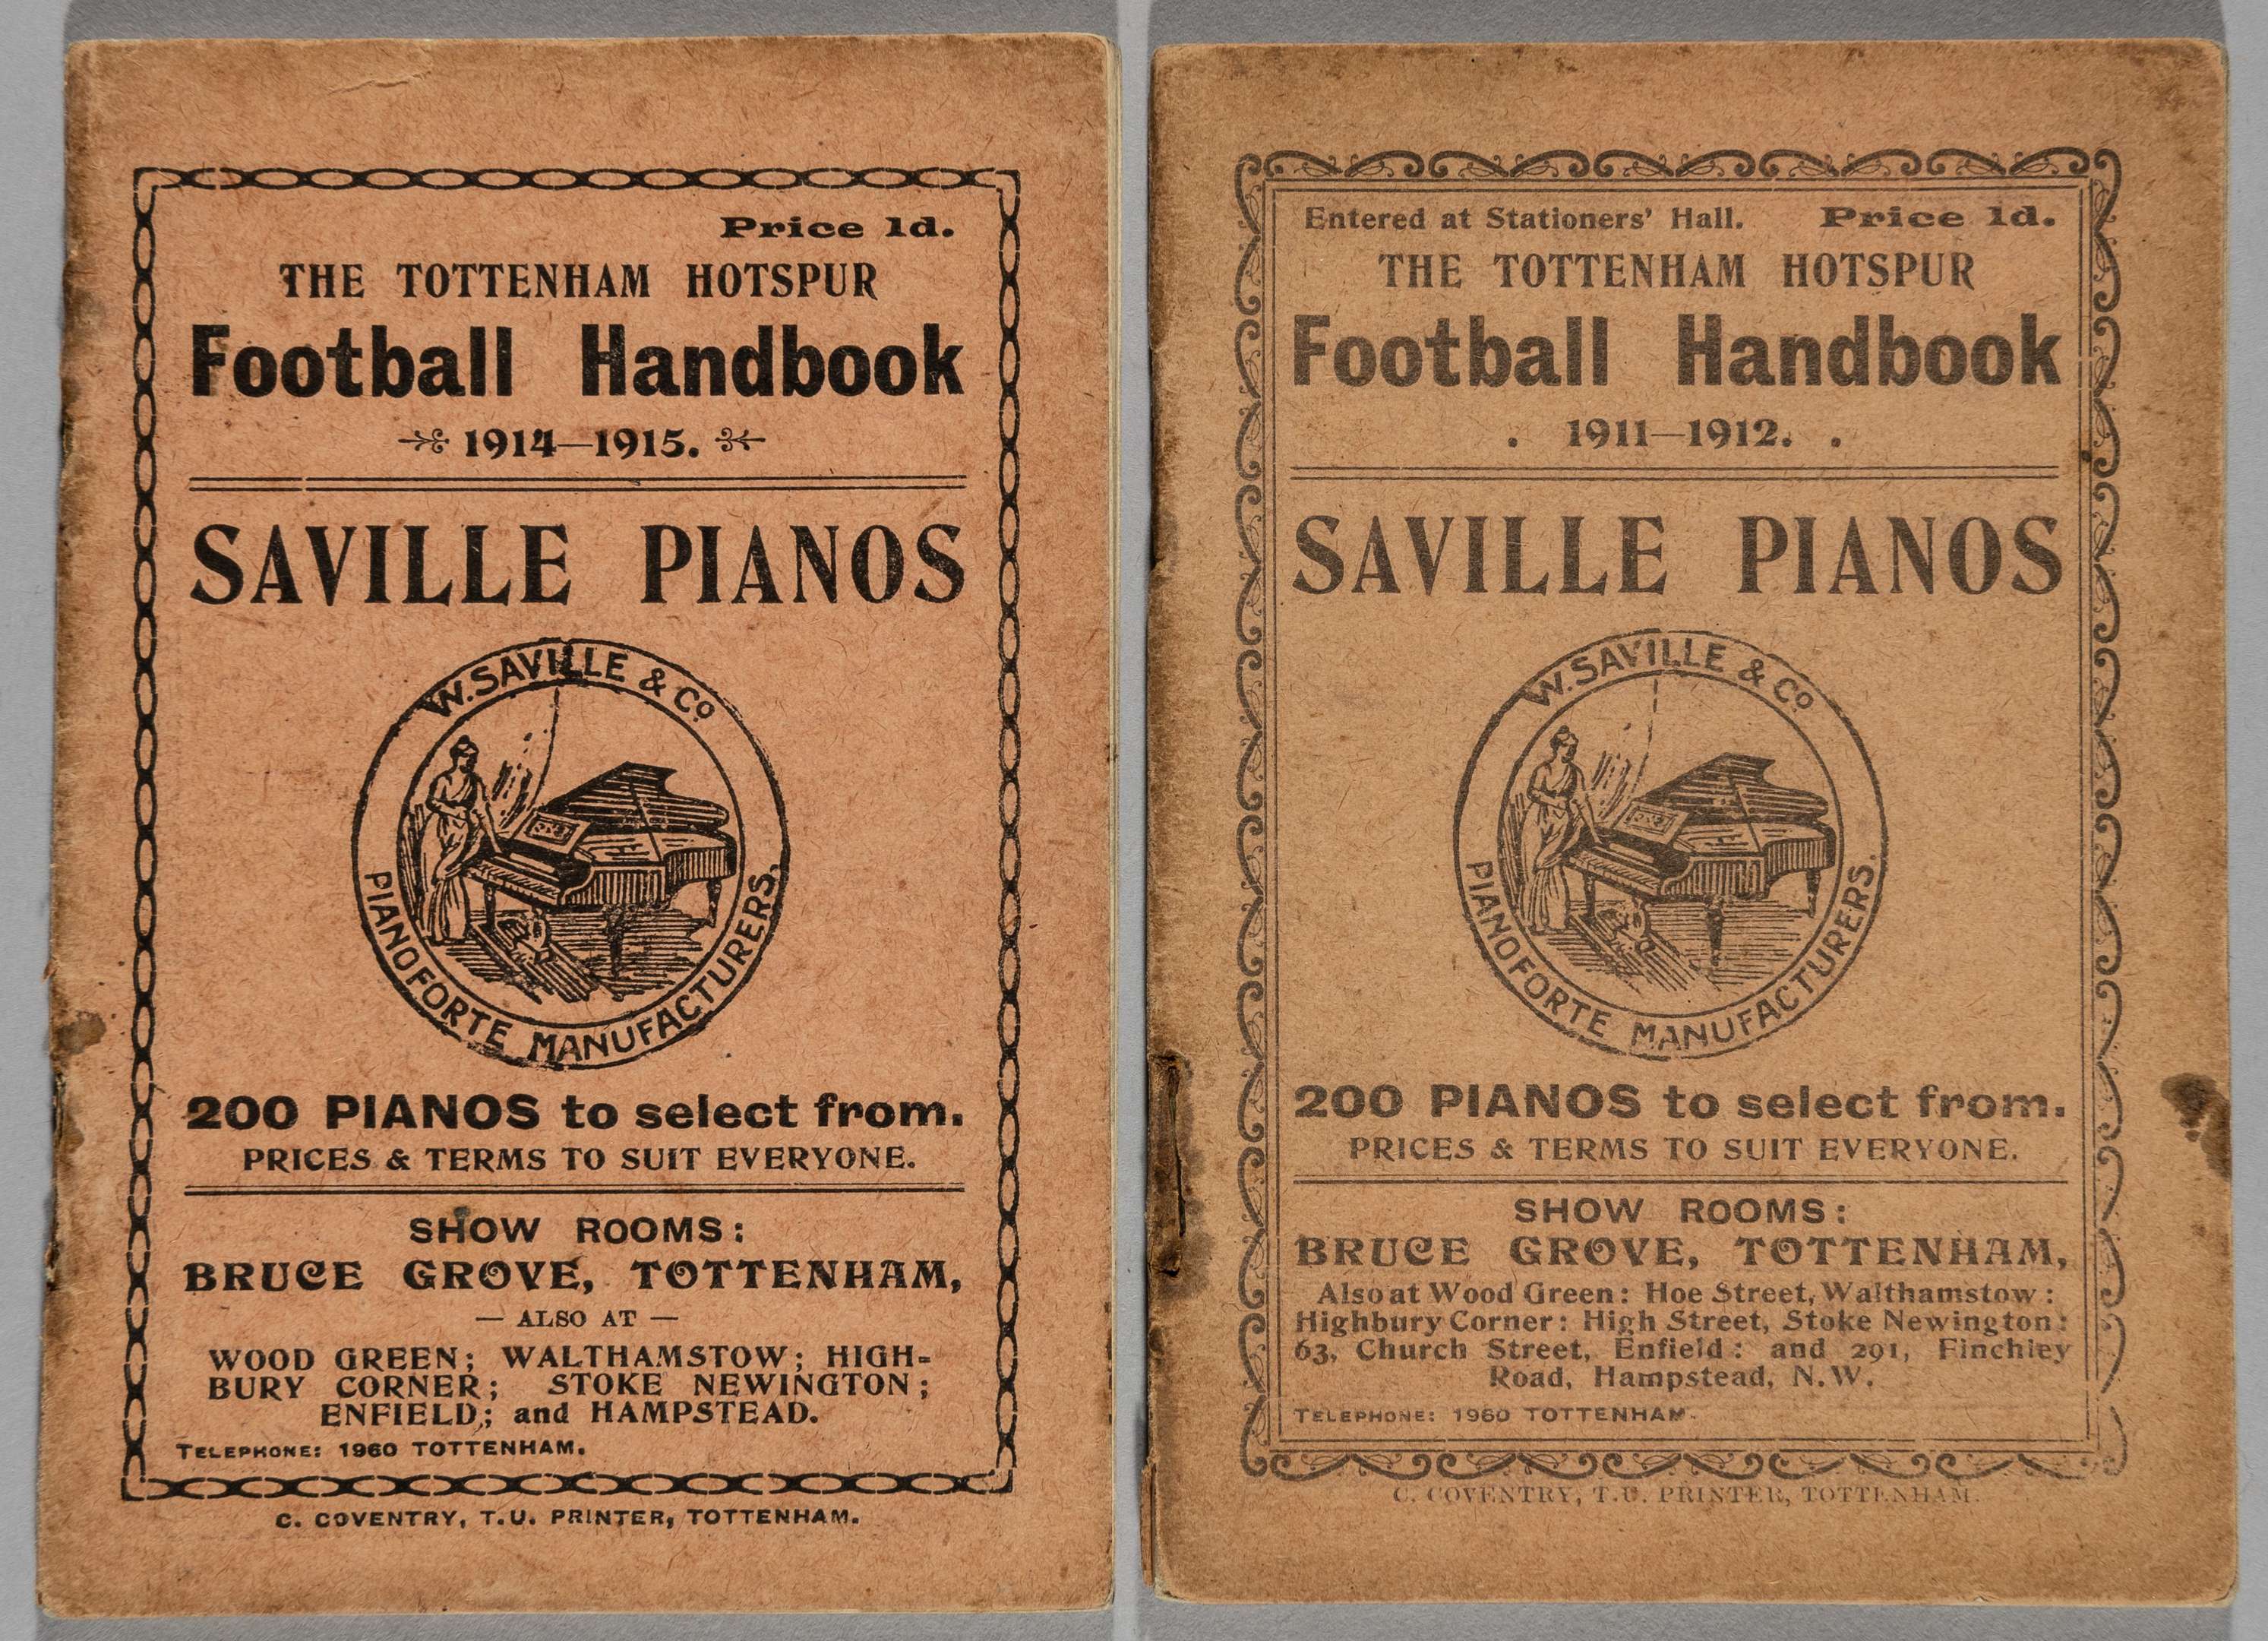 Price 1d.
THE TOTTENHAM HOTSPUR
Football Handbook
1914—1915.
SAVILLE PIANOS
W. SAVILLE & Co
PIANOFORTE MANUFACTURERS.
200 PIANOS to select from.
PRICES & TERMS TO SUIT EVERYONE.
SHOW ROOMS:
BRUCE GROVE, TOTTENHAM,
— ALSO AT —
WOOD GREEN; WALTHAMSTOW; HIGH-
BURY CORNER; STOKE NEWINGTON;
ENFIELD; and HAMPSTEAD.
TELEPHONE: 1960 TOTTENHAM.
C. COVENTRY, T.U. PRINTER, TOTTENHAM.
Entered at Stationers' Hall. Price 1d.
THE TOTTENHAM HOTSPUR
Football Handbook
. 1911—1912. .
SAVILLE PIANOS
W. SAVILLE & Co
PIANOFORTE MANUFACTURERS.
200 PIANOS to select from.
PRICES & TERMS TO SUIT EVERYONE.
SHOW ROOMS:
BRUCE GROVE, TOTTENHAM,
Also at Wood Green: Hoe Street, Walthamstow:
Highbury Corner: High Street, Stoke Newington:
63, Church Street, Enfield: and 291, Finchley
Road, Hampstead, N.W.
TELEPHONE: 1960 TOTTENHAM.
C. COVENTRY, T.U. PRINTER, TOTTENHAM.